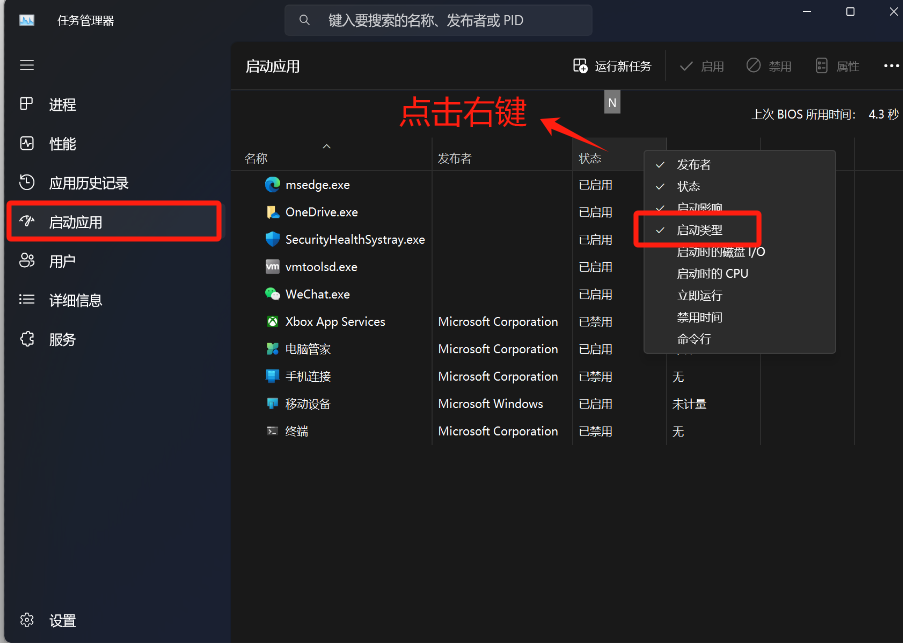 任务管理器
键入要搜索的名称、发布者或 PID
启动应用
运行新任务
启用
禁用
属性
点击右键
N
上次 BIOS 所用时间: 4.3 秒
进程
性能
应用历史记录
启动应用
用户
详细信息
服务
设置
名称 发布者 状态
msedge.exe 已启用
OneDrive.exe 已启用
SecurityHealthSystray.exe 已启用
vmtoolsd.exe 已启用
WeChat.exe 已启用
Xbox App Services Microsoft Corporation 已禁用
电脑管家 Microsoft Corporation 已启用
手机连接 Microsoft Corporation 已禁用 无
移动设备 Microsoft Windows 已启用 未计量
终端 Microsoft Corporation 已禁用 无
发布者
状态
启动影响
启动类型
启动时的磁盘 I/O
启动时的 CPU
立即运行
禁用时间
命令行